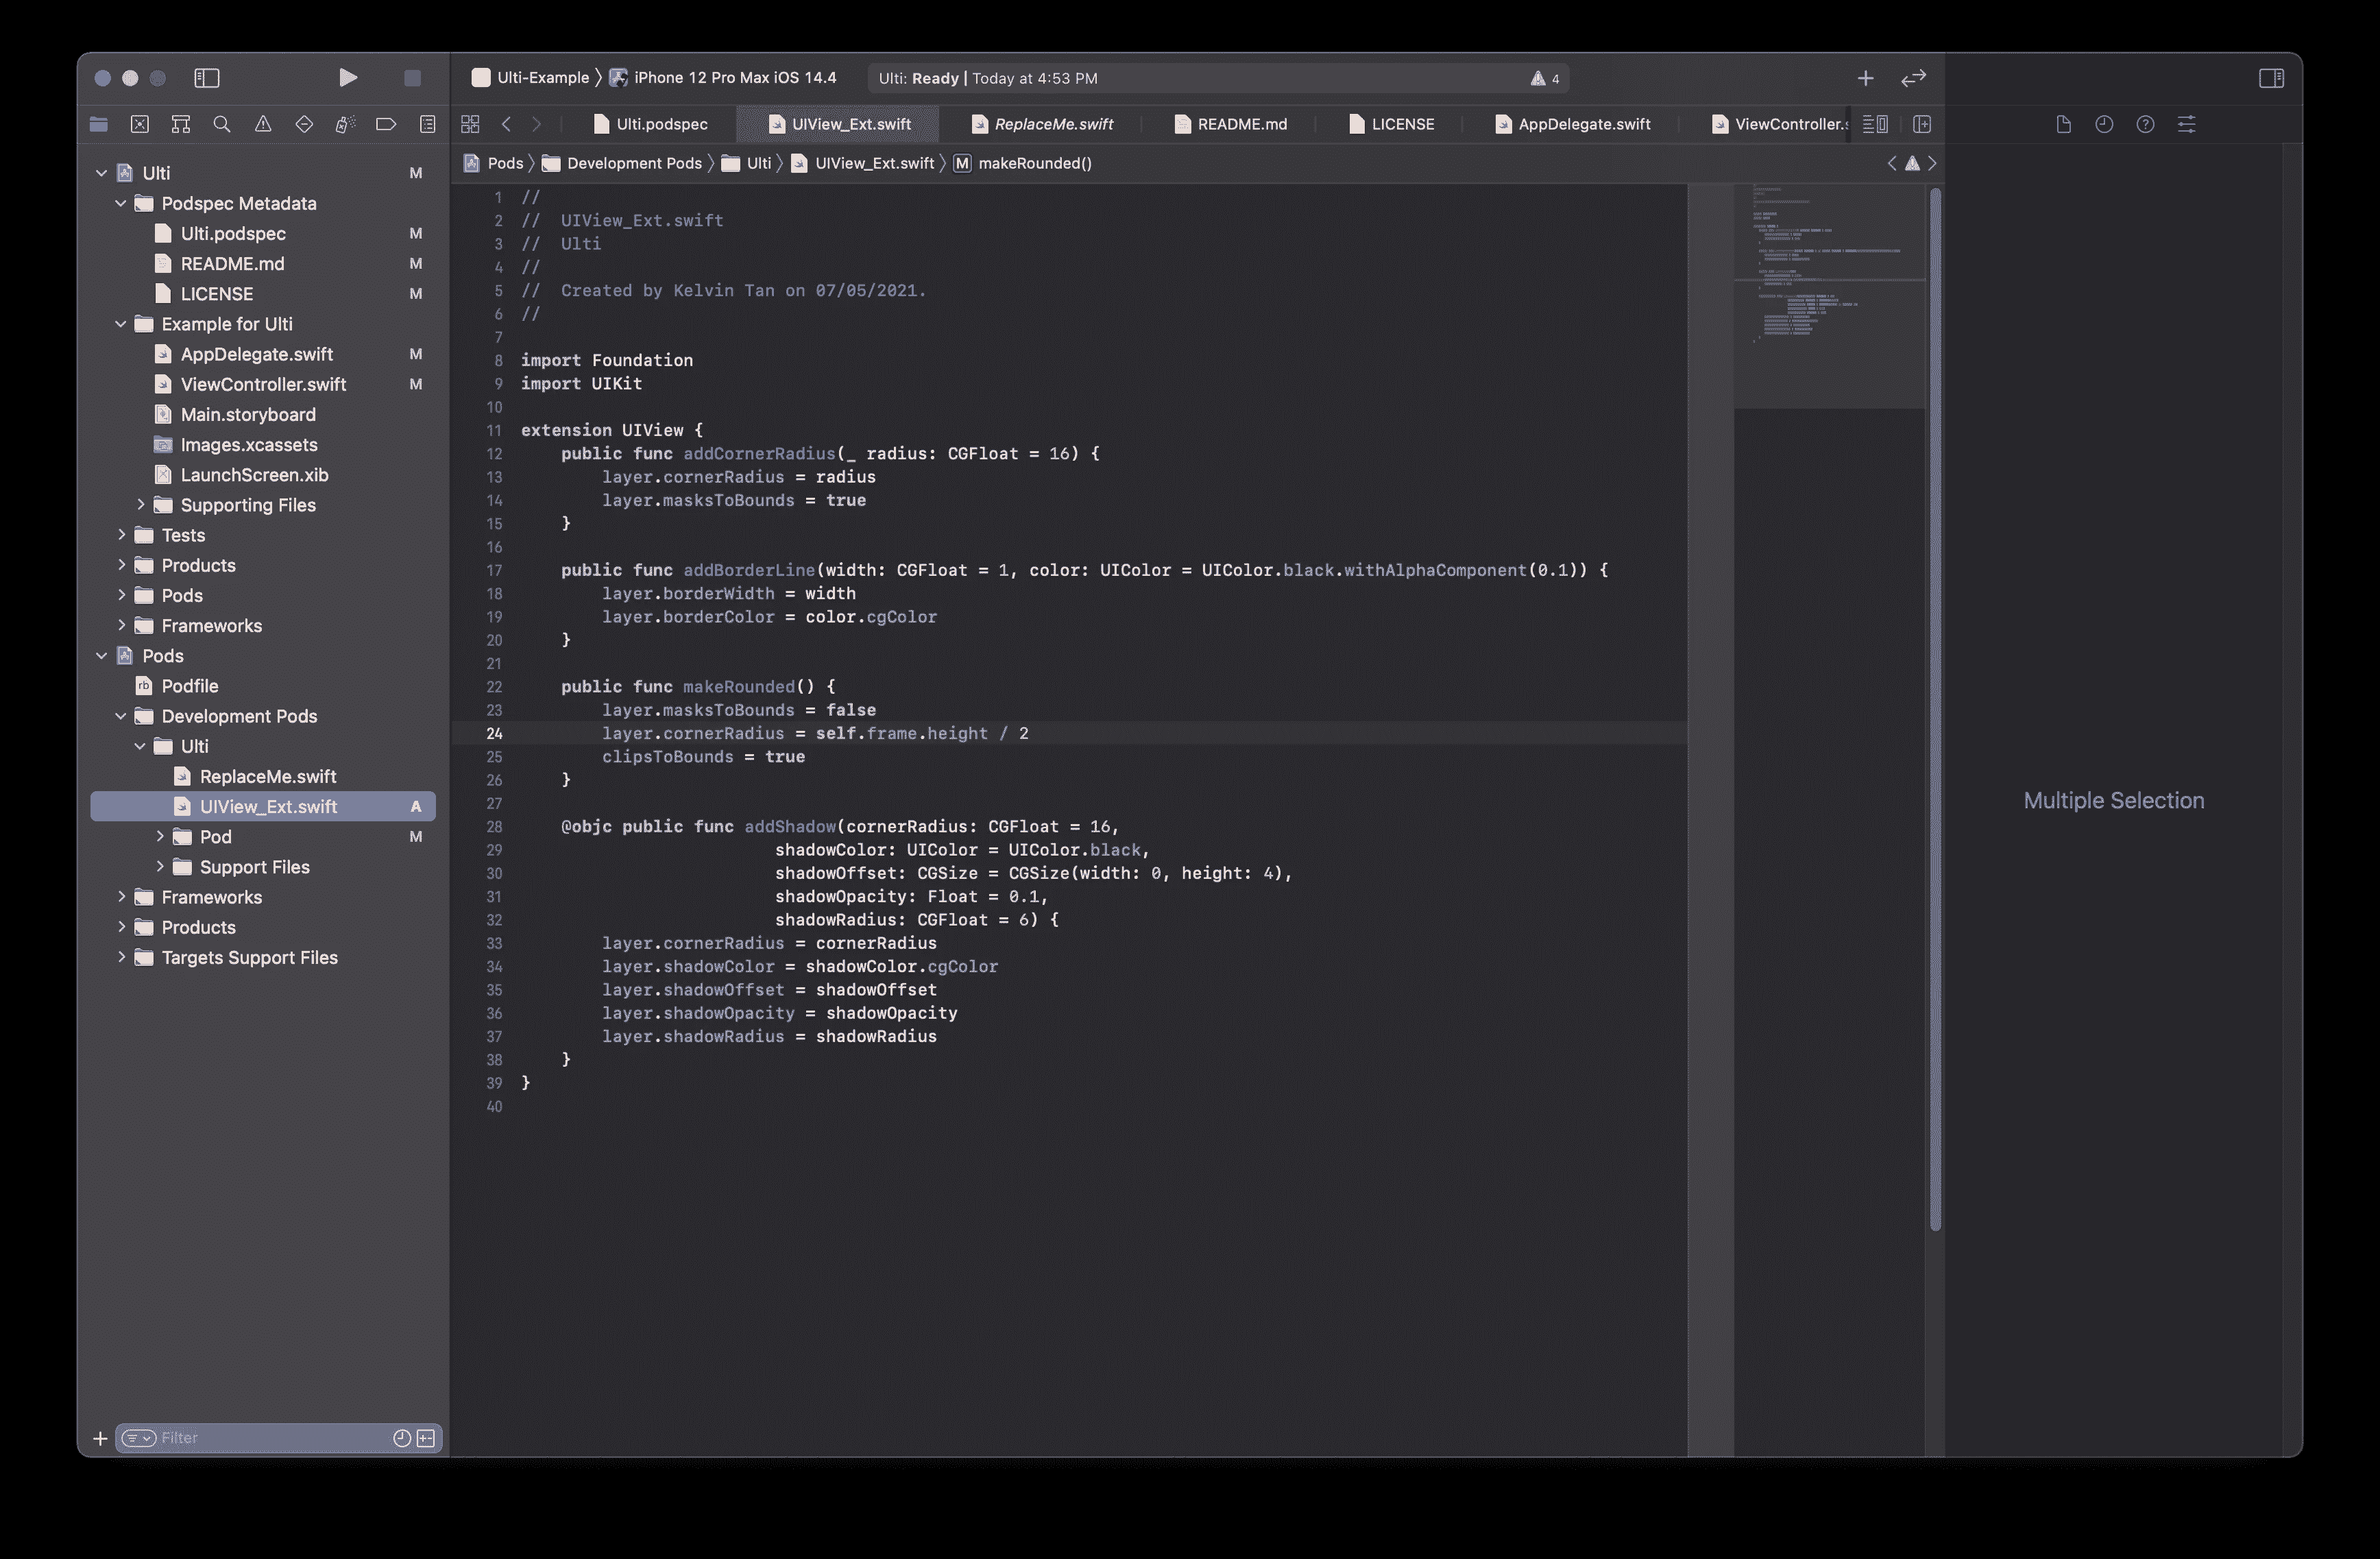 Ulti-Example 〉 iPhone 12 Pro Max iOS 14.4
Ulti: Ready | Today at 4:53 PM
4
Ulti.podspec
UIView_Ext.swift
ReplaceMe.swift
README.md
LICENSE
AppDelegate.swift
ViewController.s
Pods 〉 Development Pods 〉 Ulti 〉 UIView_Ext.swift 〉 M makeRounded()
Ulti M
Podspec Metadata
Ulti.podspec M
README.md M
LICENSE M
Example for Ulti
AppDelegate.swift M
ViewController.swift M
Main.storyboard
Images.xcassets
LaunchScreen.xib
Supporting Files
Tests
Products
Pods
Frameworks
Pods
rb Podfile
Development Pods
Ulti
ReplaceMe.swift
UIView_Ext.swift A
Pod M
Support Files
Frameworks
Products
Targets Support Files
Filter
1 //
2 //  UIView_Ext.swift
3 //  Ulti
4 //
5 //  Created by Kelvin Tan on 07/05/2021.
6 //
7
8 import Foundation
9 import UIKit
10
11 extension UIView {
12     public func addCornerRadius(_ radius: CGFloat = 16) {
13         layer.cornerRadius = radius
14         layer.masksToBounds = true
15     }
16
17     public func addBorderLine(width: CGFloat = 1, color: UIColor = UIColor.black.withAlphaComponent(0.1)) {
18         layer.borderWidth = width
19         layer.borderColor = color.cgColor
20     }
21
22     public func makeRounded() {
23         layer.masksToBounds = false
24         layer.cornerRadius = self.frame.height / 2
25         clipsToBounds = true
26     }
27
28     @objc public func addShadow(cornerRadius: CGFloat = 16,
29                          shadowColor: UIColor = UIColor.black,
30                          shadowOffset: CGSize = CGSize(width: 0, height: 4),
31                          shadowOpacity: Float = 0.1,
32                          shadowRadius: CGFloat = 6) {
33         layer.cornerRadius = cornerRadius
34         layer.shadowColor = shadowColor.cgColor
35         layer.shadowOffset = shadowOffset
36         layer.shadowOpacity = shadowOpacity
37         layer.shadowRadius = shadowRadius
38     }
39 }
40
Multiple Selection